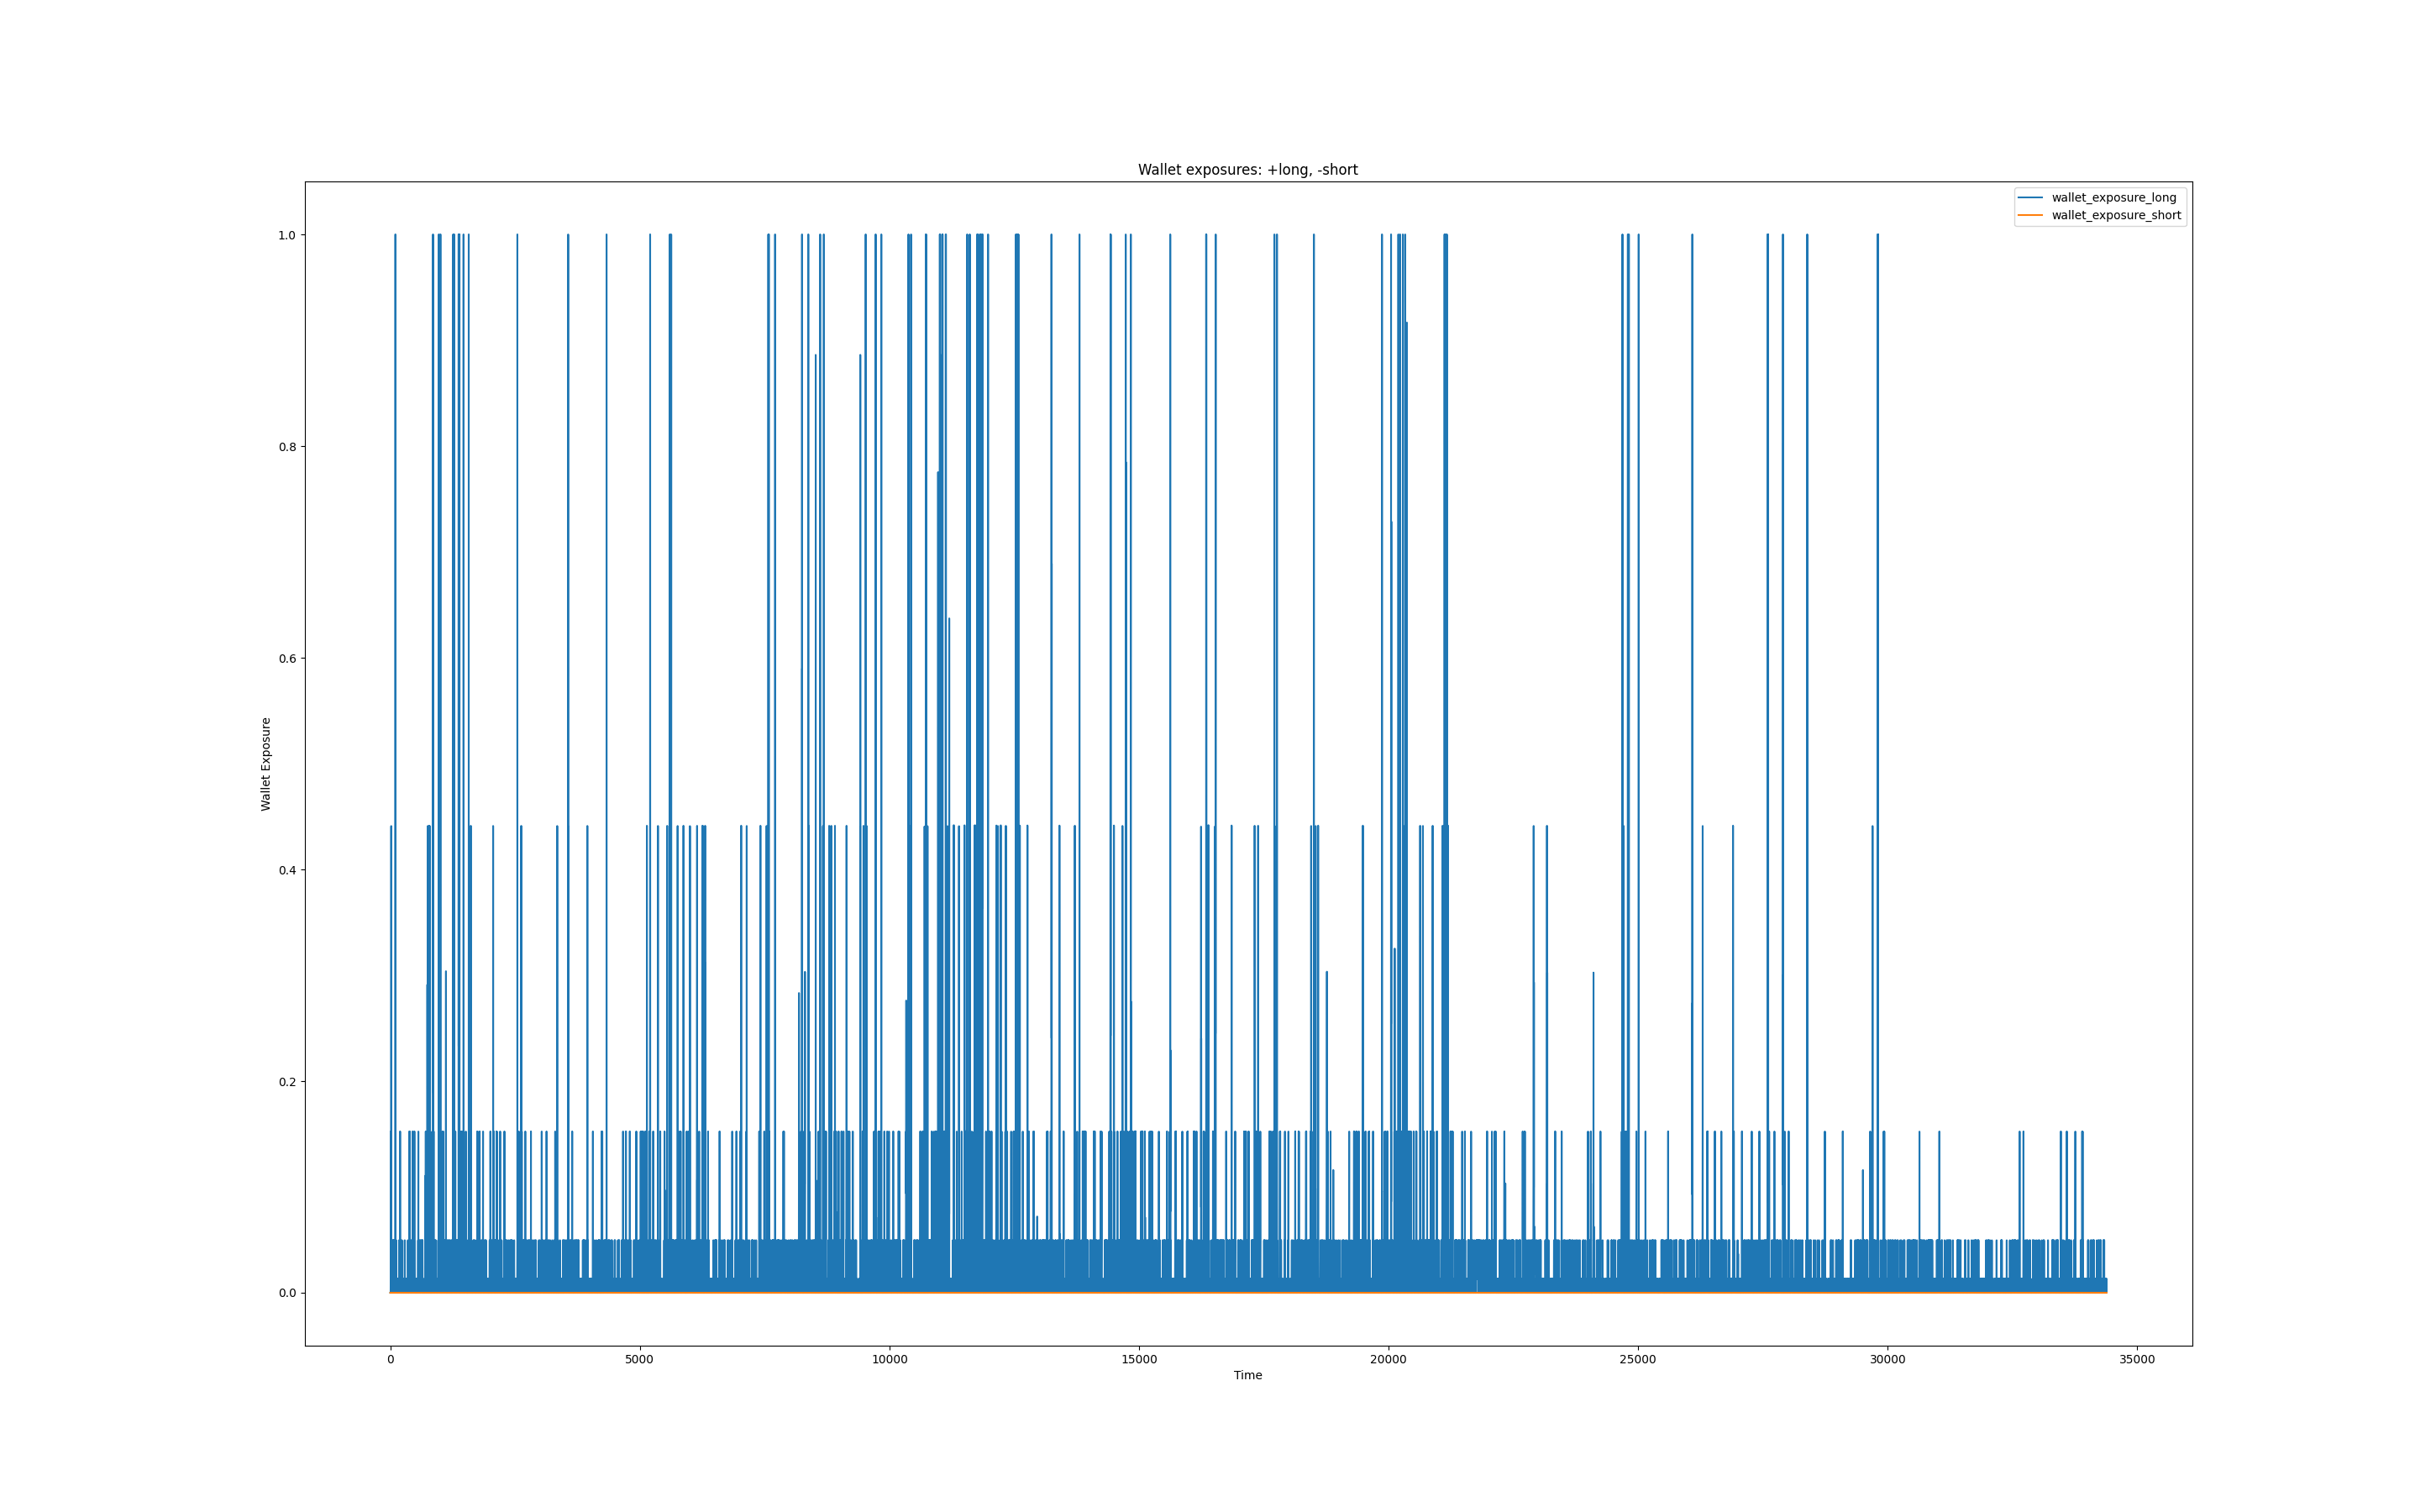 Wallet exposures: +long, -short
wallet_exposure_long
wallet_exposure_short
1.0
0.8
0.6
0.4
0.2
0.0
Wallet Exposure
0 5000 10000 15000 20000 25000 30000 35000
Time